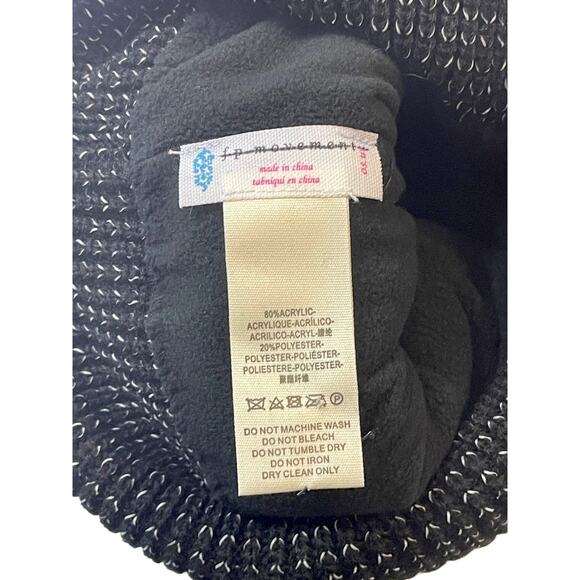 fp movement
made in china
tabriqui en china
80%ACRYLIC-
ACRYLIQUE-ACRÍLICO-
ACRILICO-ACRYL-腈纶
20%POLYESTER-
POLYESTER-POLIÉSTER-
POLIESTERE-POLYESTER-
聚酯纤维
DO NOT MACHINE WASH
DO NOT BLEACH
DO NOT TUMBLE DRY
DO NOT IRON
DRY CLEAN ONLY